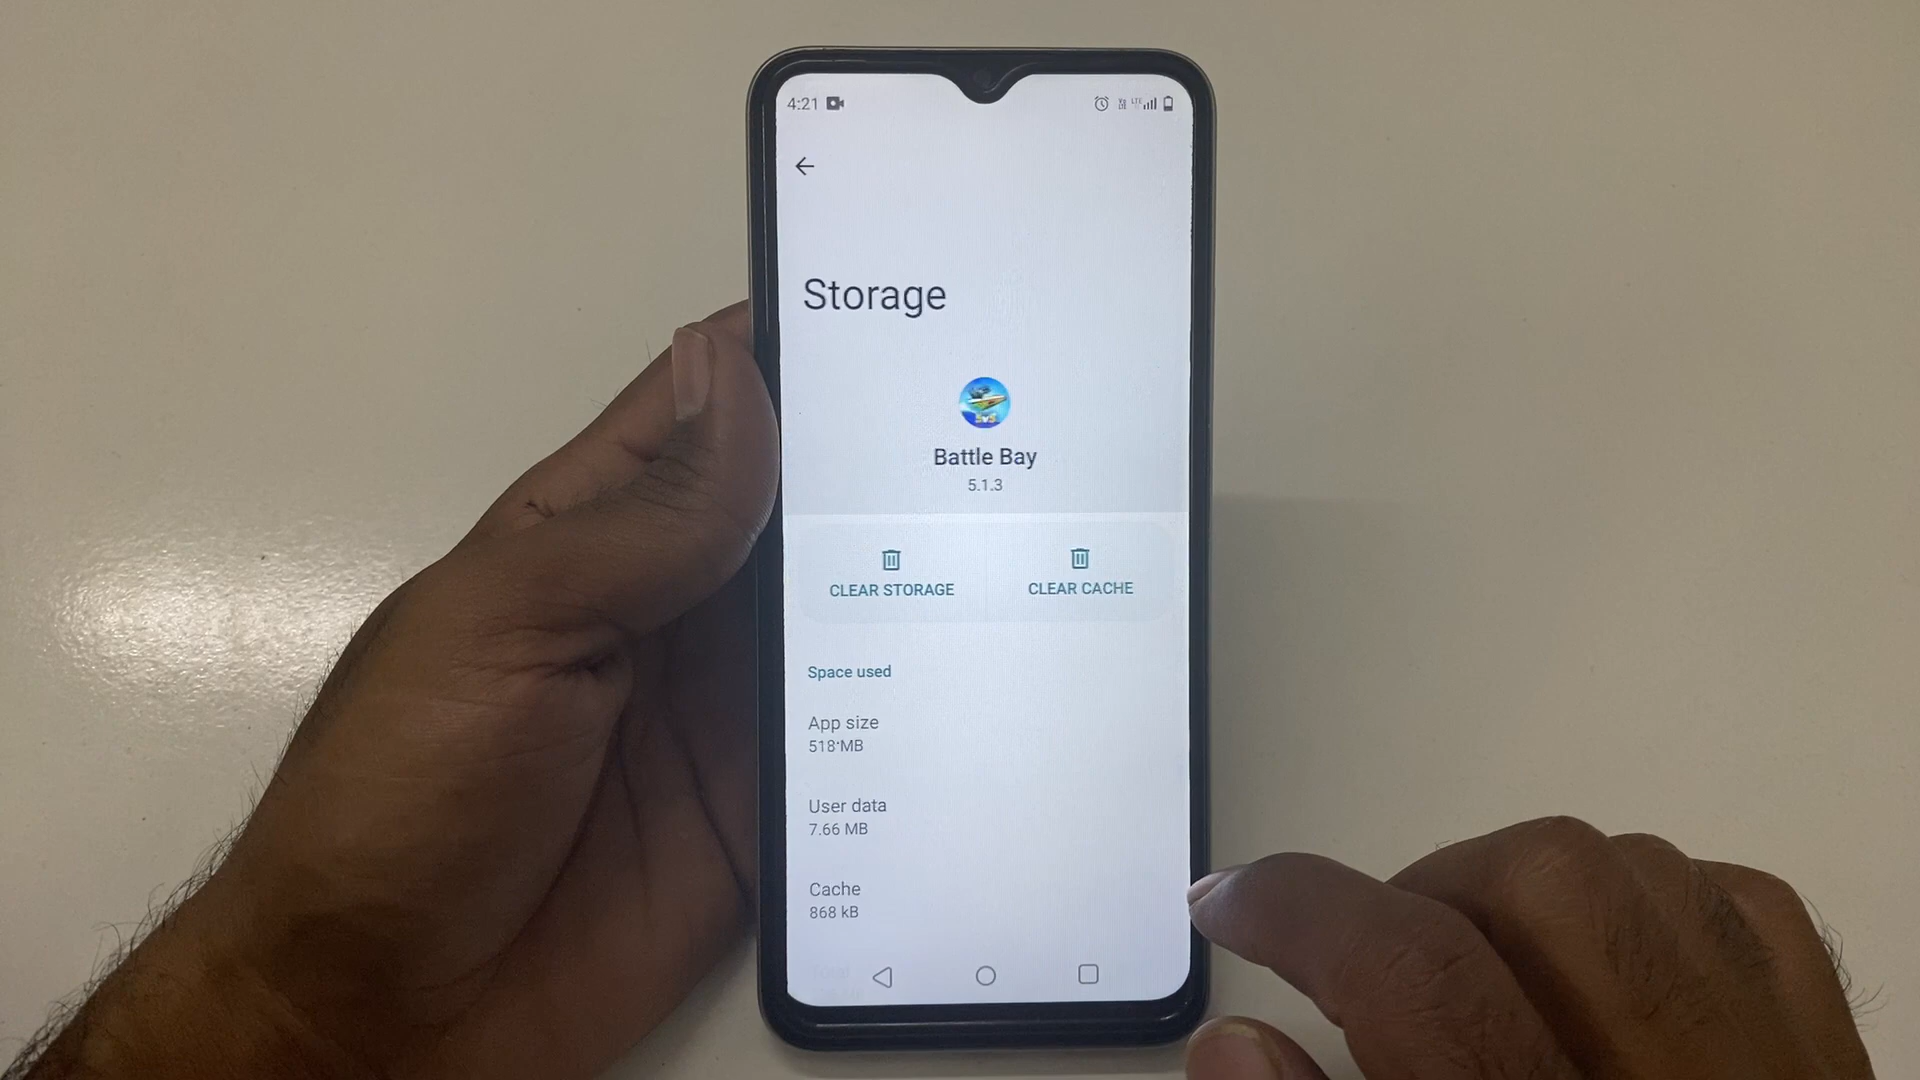 4:21
Storage
Battle Bay
5.1.3
CLEAR STORAGE
CLEAR CACHE
Space used
App size
518 MB
User data
7.66 MB
Cache
868 kB